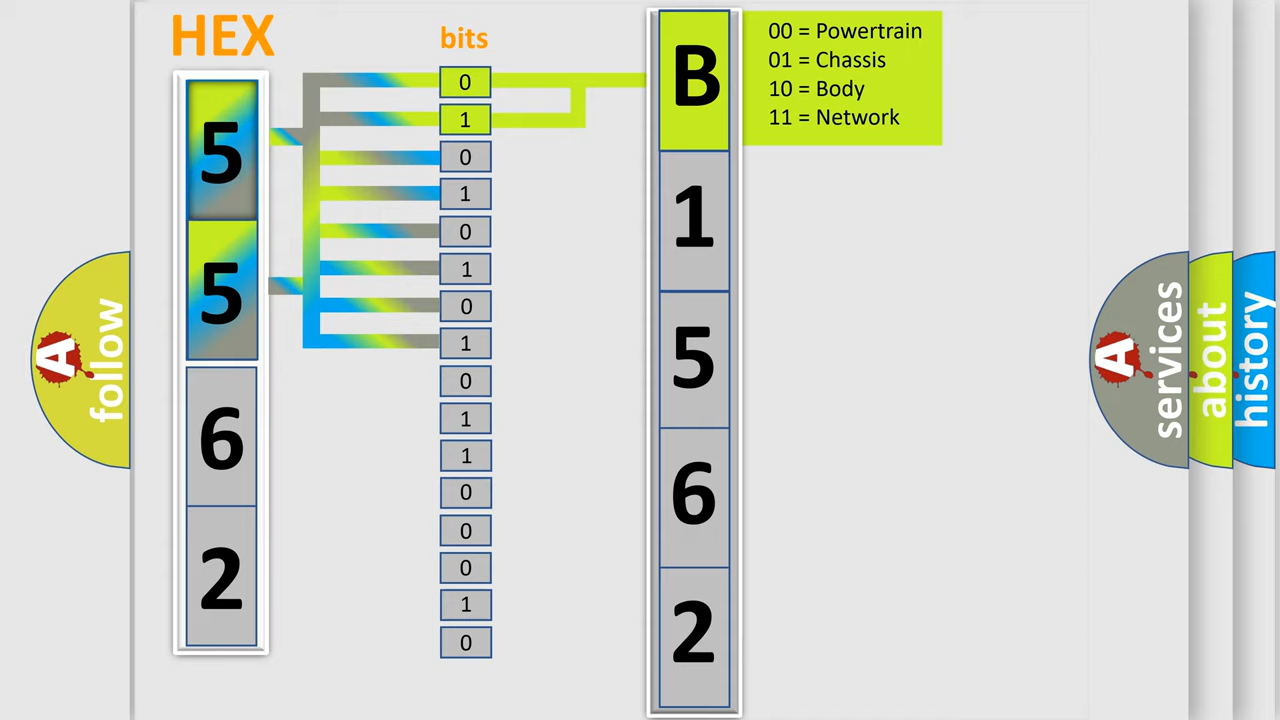 HEX
bits
5
5
6
2
0
1
0
1
0
1
0
1
0
1
1
0
0
0
1
0
B
1
5
6
2
00 = Powertrain
01 = Chassis
10 = Body
11 = Network
A
follow
A
services
about
history